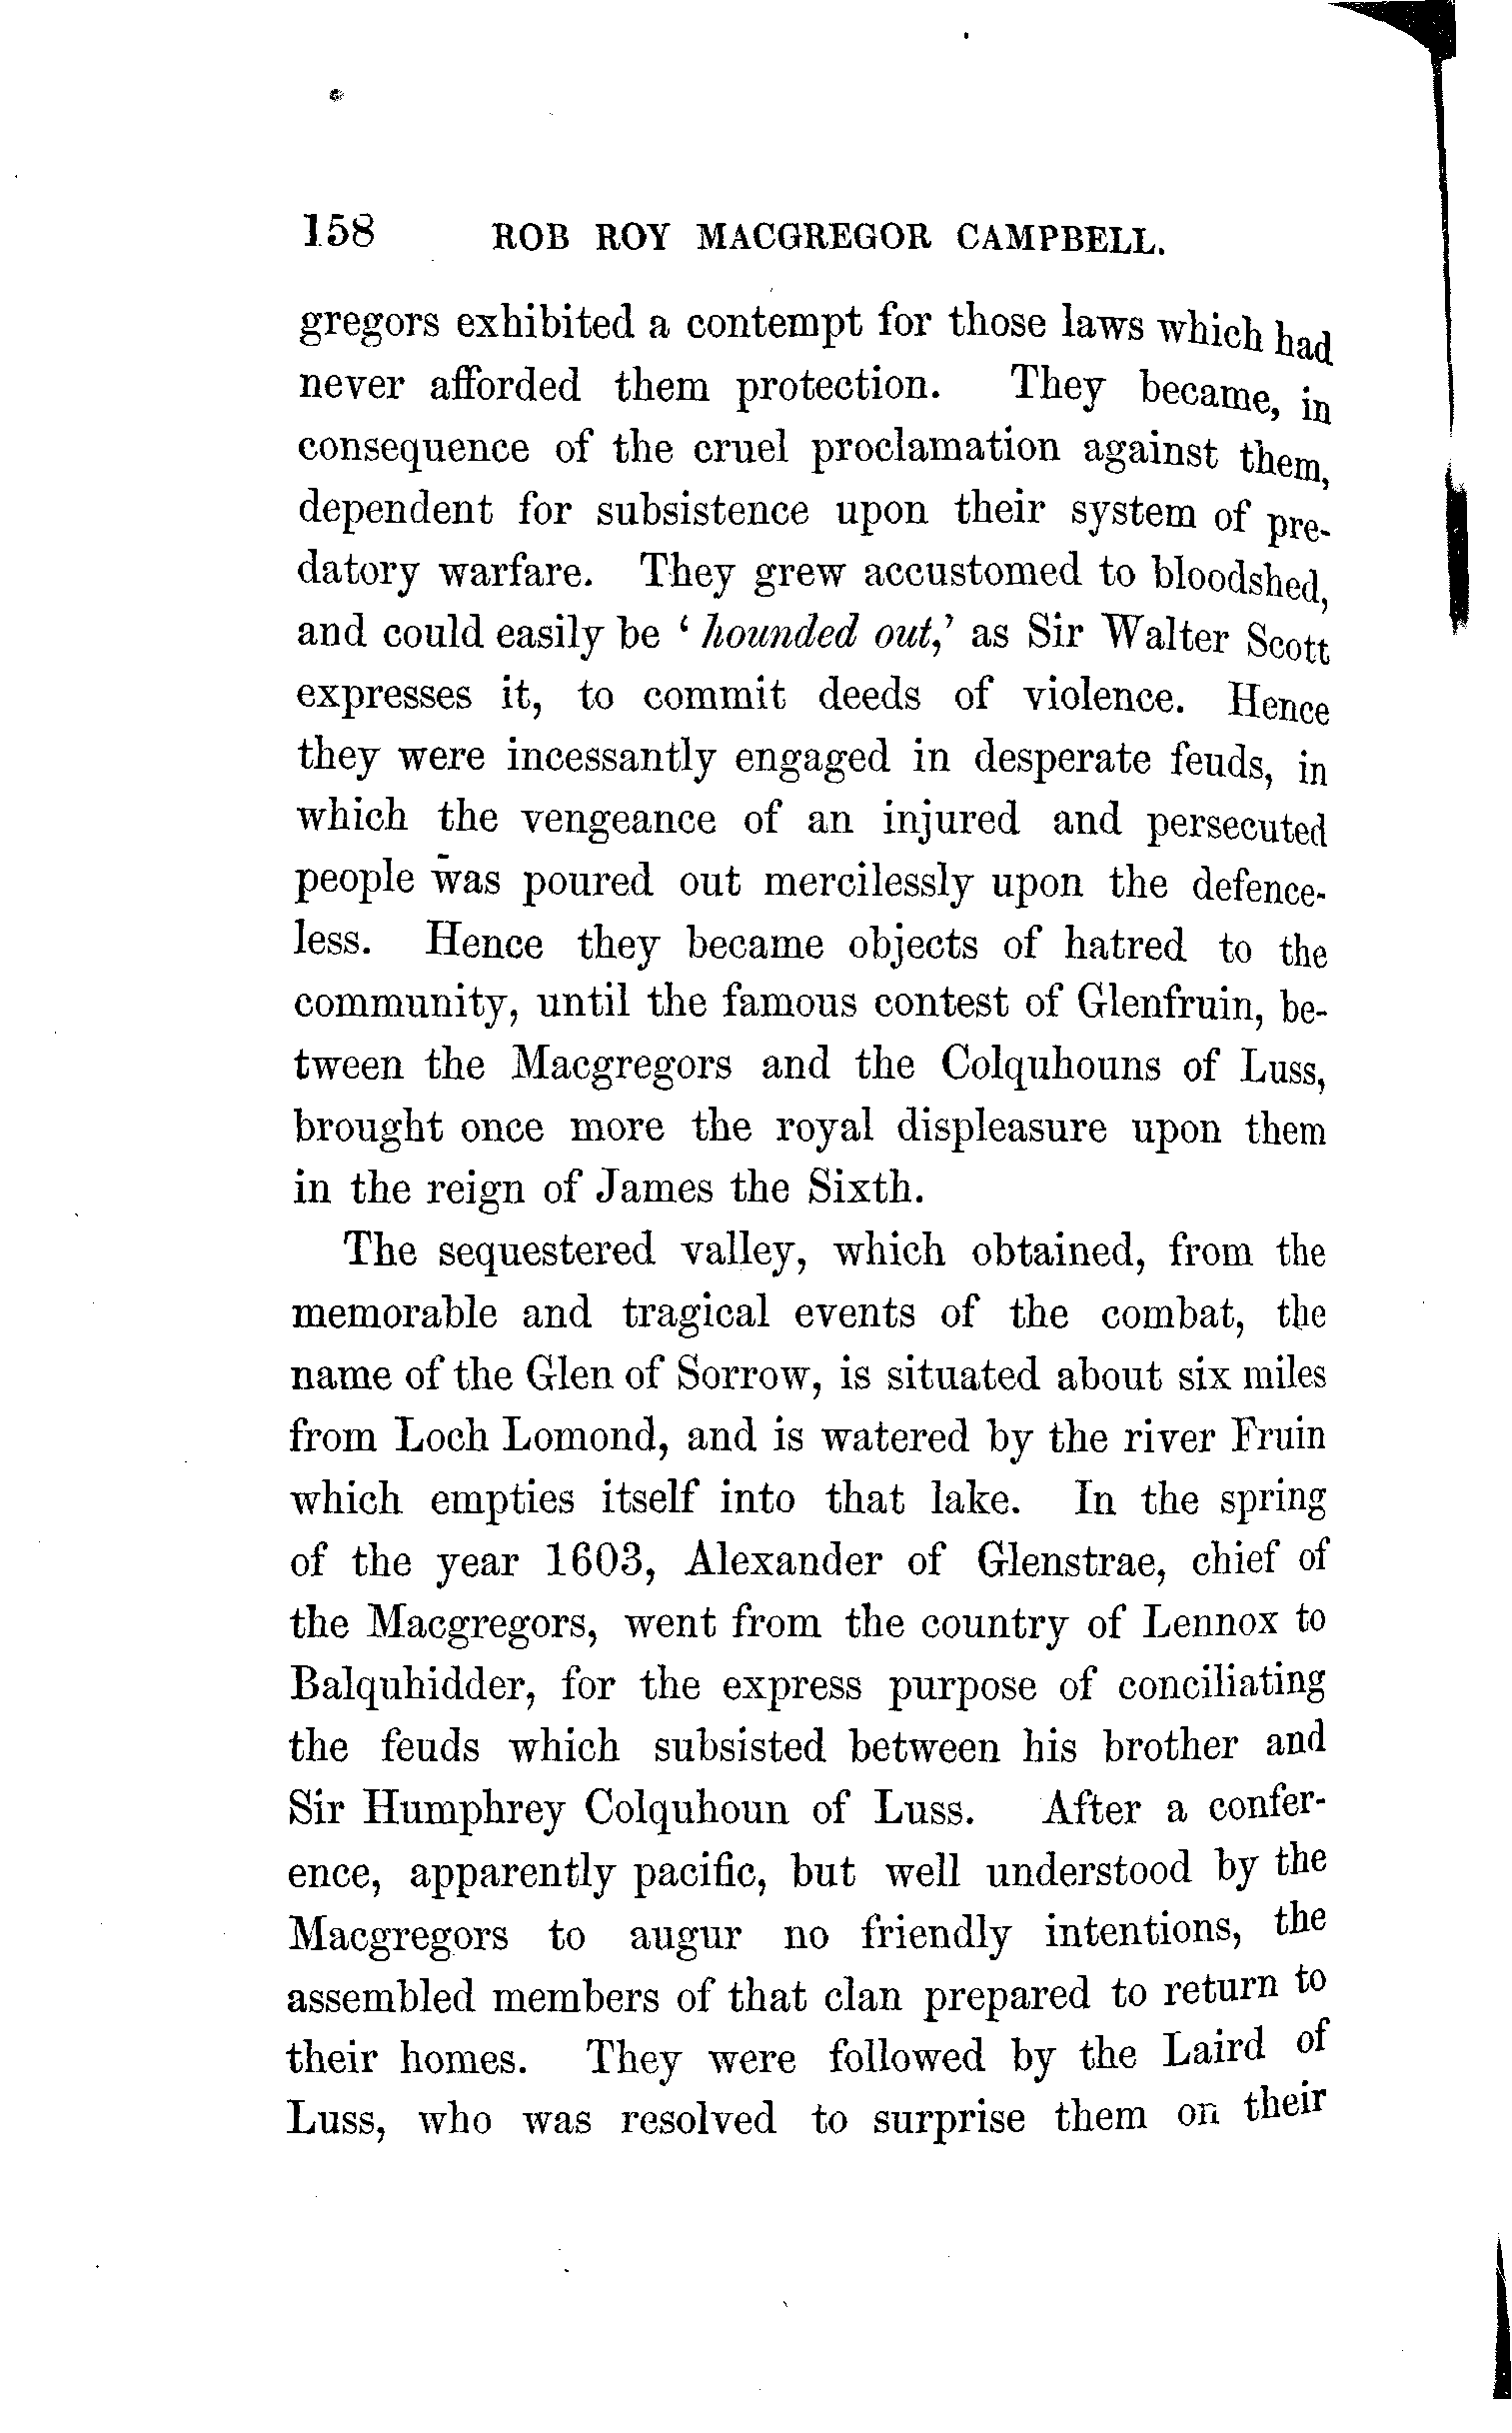 158 ROB ROY MACGREGOR CAMPBELL.
gregors exhibited a contempt for those laws which had
never afforded them protection. They became, in
consequence of the cruel proclamation against them,
dependent for subsistence upon their system of pre-
datory warfare. They grew accustomed to bloodshed,
and could easily be ‘ hounded out,’ as Sir Walter Scott
expresses it, to commit deeds of violence. Hence
they were incessantly engaged in desperate feuds, in
which the vengeance of an injured and persecuted
people was poured out mercilessly upon the defence-
less. Hence they became objects of hatred to the
community, until the famous contest of Glenfruin, be-
tween the Macgregors and the Colquhouns of Luss,
brought once more the royal displeasure upon them
in the reign of James the Sixth.
The sequestered valley, which obtained, from the
memorable and tragical events of the combat, the
name of the Glen of Sorrow, is situated about six miles
from Loch Lomond, and is watered by the river Fruin
which empties itself into that lake. In the spring
of the year 1603, Alexander of Glenstrae, chief of
the Macgregors, went from the country of Lennox to
Balquhidder, for the express purpose of conciliating
the feuds which subsisted between his brother and
Sir Humphrey Colquhoun of Luss. After a confer-
ence, apparently pacific, but well understood by the
Macgregors to augur no friendly intentions, the
assembled members of that clan prepared to return to
their homes. They were followed by the Laird of
Luss, who was resolved to surprise them on their